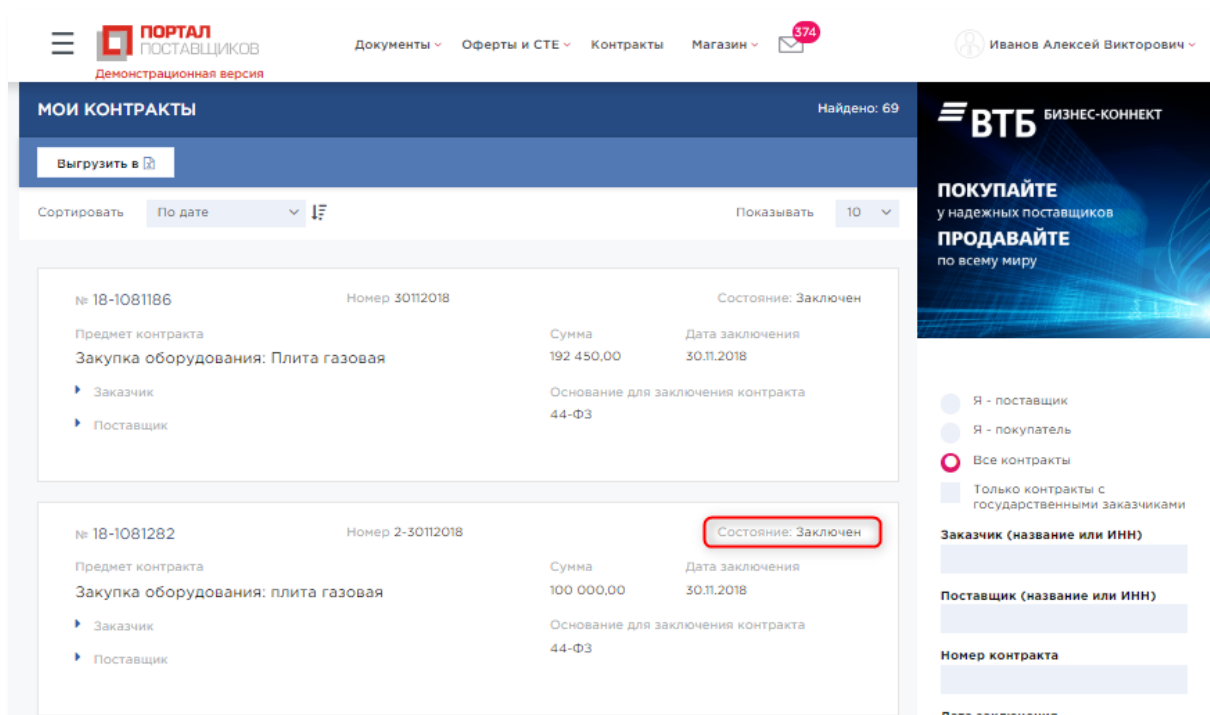 ПОРТАЛ
ПОСТАВЩИКОВ
Демонстрационная версия
Документы Оферты и СТЕ Контракты Магазин 374
Иванов Алексей Викторович
МОИ КОНТРАКТЫ Найдено: 69
Выгрузить в
Сортировать По дате Показывать 10
№ 18-1081186 Номер 30112018 Состояние: Заключен
Предмет контракта Сумма Дата заключения
Закупка оборудования: Плита газовая 192 450,00 30.11.2018
Заказчик Основание для заключения контракта
44-ФЗ
Поставщик
№ 18-1081282 Номер 2-30112018 Состояние: Заключен
Предмет контракта Сумма Дата заключения
Закупка оборудования: плита газовая 100 000,00 30.11.2018
Заказчик Основание для заключения контракта
44-ФЗ
Поставщик
ВТБ БИЗНЕС-КОННЕКТ
ПОКУПАЙТЕ
у надежных поставщиков
ПРОДАВАЙТЕ
по всему миру
Я - поставщик
Я - покупатель
Все контракты
Только контракты с
государственными заказчиками
Заказчик (название или ИНН)
Поставщик (название или ИНН)
Номер контракта
Дата заключения